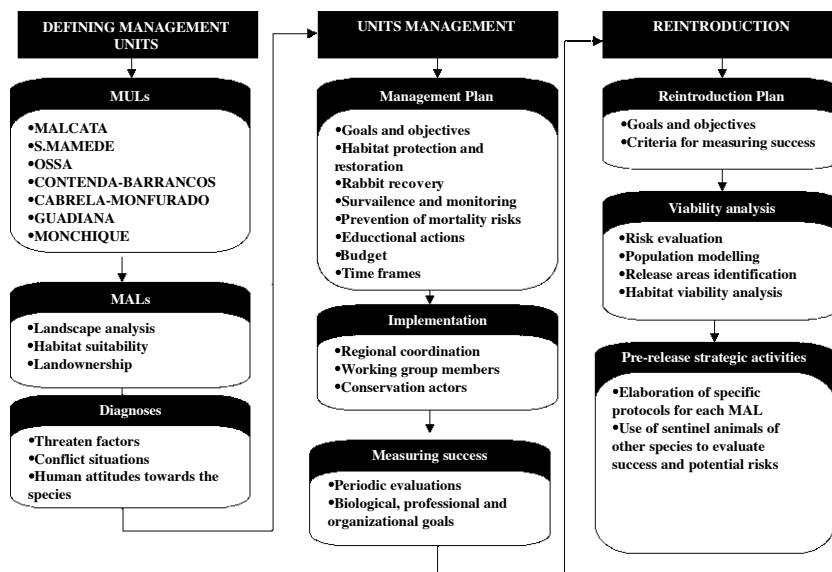 DEFINING MANAGEMENT
UNITS
MULs
•MALCATA
•S.MAMEDE
•OSSA
•CONTENDA-BARRANCOS
•CABRELA-MONFURADO
•GUADIANA
•MONCHIQUE
MALs
•Landscape analysis
•Habitat suitability
•Landownership
Diagnoses
•Threaten factors
•Conflict situations
•Human attitudes towards the
species
UNITS MANAGEMENT
Management Plan
•Goals and objectives
•Habitat protection and
restoration
•Rabbit recovery
•Survailence and monitoring
•Prevention of mortality risks
•Educctional actions
•Budget
•Time frames
Implementation
•Regional coordination
•Working group members
•Conservation actors
Measuring success
•Periodic evaluations
•Biological, professional and
organizational goals
REINTRODUCTION
Reintroduction Plan
•Goals and objectives
•Criteria for measuring success
Viability analysis
•Risk evaluation
•Population modelling
•Release areas identification
•Habitat viability analysis
Pre-release strategic activities
•Elaboration of specific
protocols for each MAL
•Use of sentinel animals of
other species to evaluate
success and potential risks